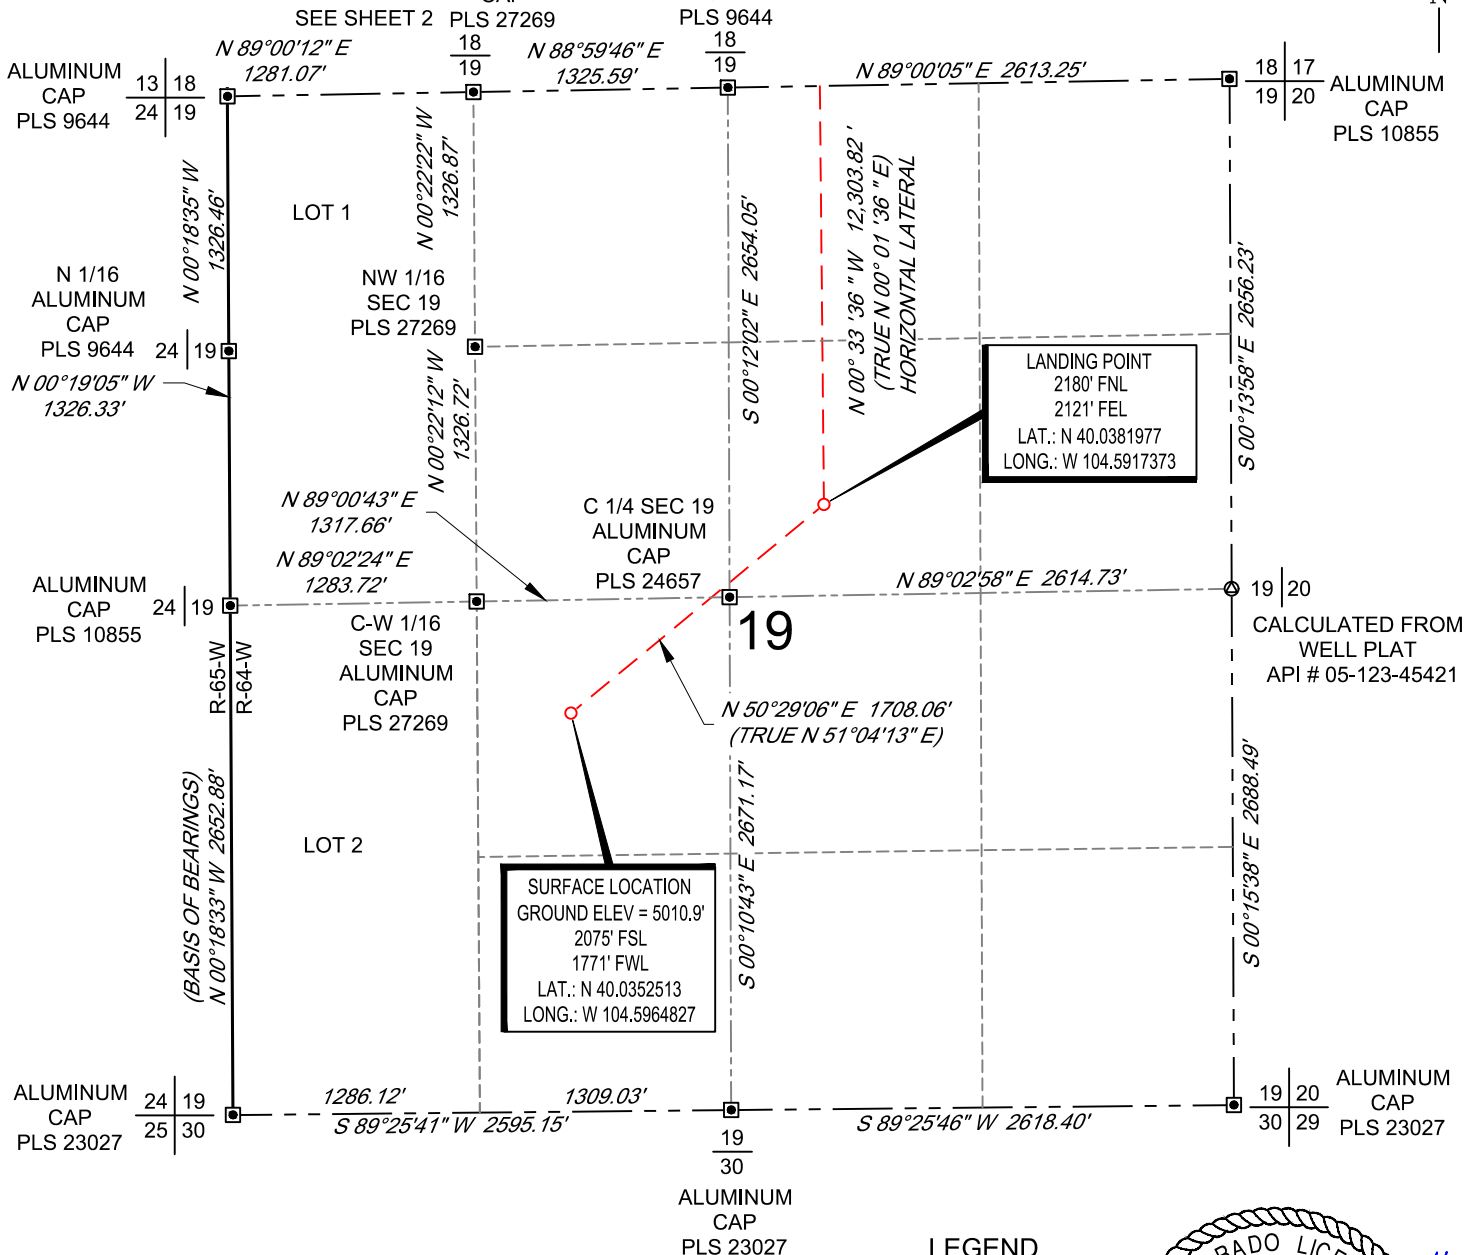 SEE SHEET 2
CAP
PLS 27269
PLS 9644
N
N 89°00'12" E
1281.07'
18
19
N 88°59'46" E
1325.59'
18
19
N 89°00'05" E 2613.25'
18 17
19 20
ALUMINUM
CAP
PLS 10855
ALUMINUM
CAP
PLS 9644
13 18
24 19
N 00°18'35" W
1326.46'
LOT 1
N 00°22'22" W
1326.87'
S 00°12'02" E 2654.05'
N 00° 33 '36 " W 12,303.82 '
(TRUE N 00° 01 '36 " E)
HORIZONTAL LATERAL
S 00°13'58" E 2656.23'
N 1/16
ALUMINUM
CAP
PLS 9644
24 19
NW 1/16
SEC 19
PLS 27269
N 00°19'05" W
1326.33'
N 00°22'12" W
1326.72'
LANDING POINT
2180' FNL
2121' FEL
LAT.: N 40.0381977
LONG.: W 104.5917373
N 89°00'43" E
1317.66'
C 1/4 SEC 19
ALUMINUM
CAP
PLS 24657
N 89°02'24" E
1283.72'
N 89°02'58" E 2614.73'
ALUMINUM
CAP
PLS 10855
24 19
19 20
CALCULATED FROM
WELL PLAT
API # 05-123-45421
R-65-W
R-64-W
C-W 1/16
SEC 19
ALUMINUM
CAP
PLS 27269
19
N 50°29'06" E 1708.06'
(TRUE N 51°04'13" E)
(BASIS OF BEARINGS)
N 00°18'33" W 2652.88'
LOT 2
S 00°10'43" E 2671.17'
S 00°15'38" E 2688.49'
SURFACE LOCATION
GROUND ELEV = 5010.9'
2075' FSL
1771' FWL
LAT.: N 40.0352513
LONG.: W 104.5964827
ALUMINUM
CAP
PLS 23027
24 19
25 30
1286.12'
1309.03'
S 89°25'41" W 2595.15'
S 89°25'46" W 2618.40'
19 20
30 29
ALUMINUM
CAP
PLS 23027
19
30
ALUMINUM
CAP
PLS 23027
LEGEND